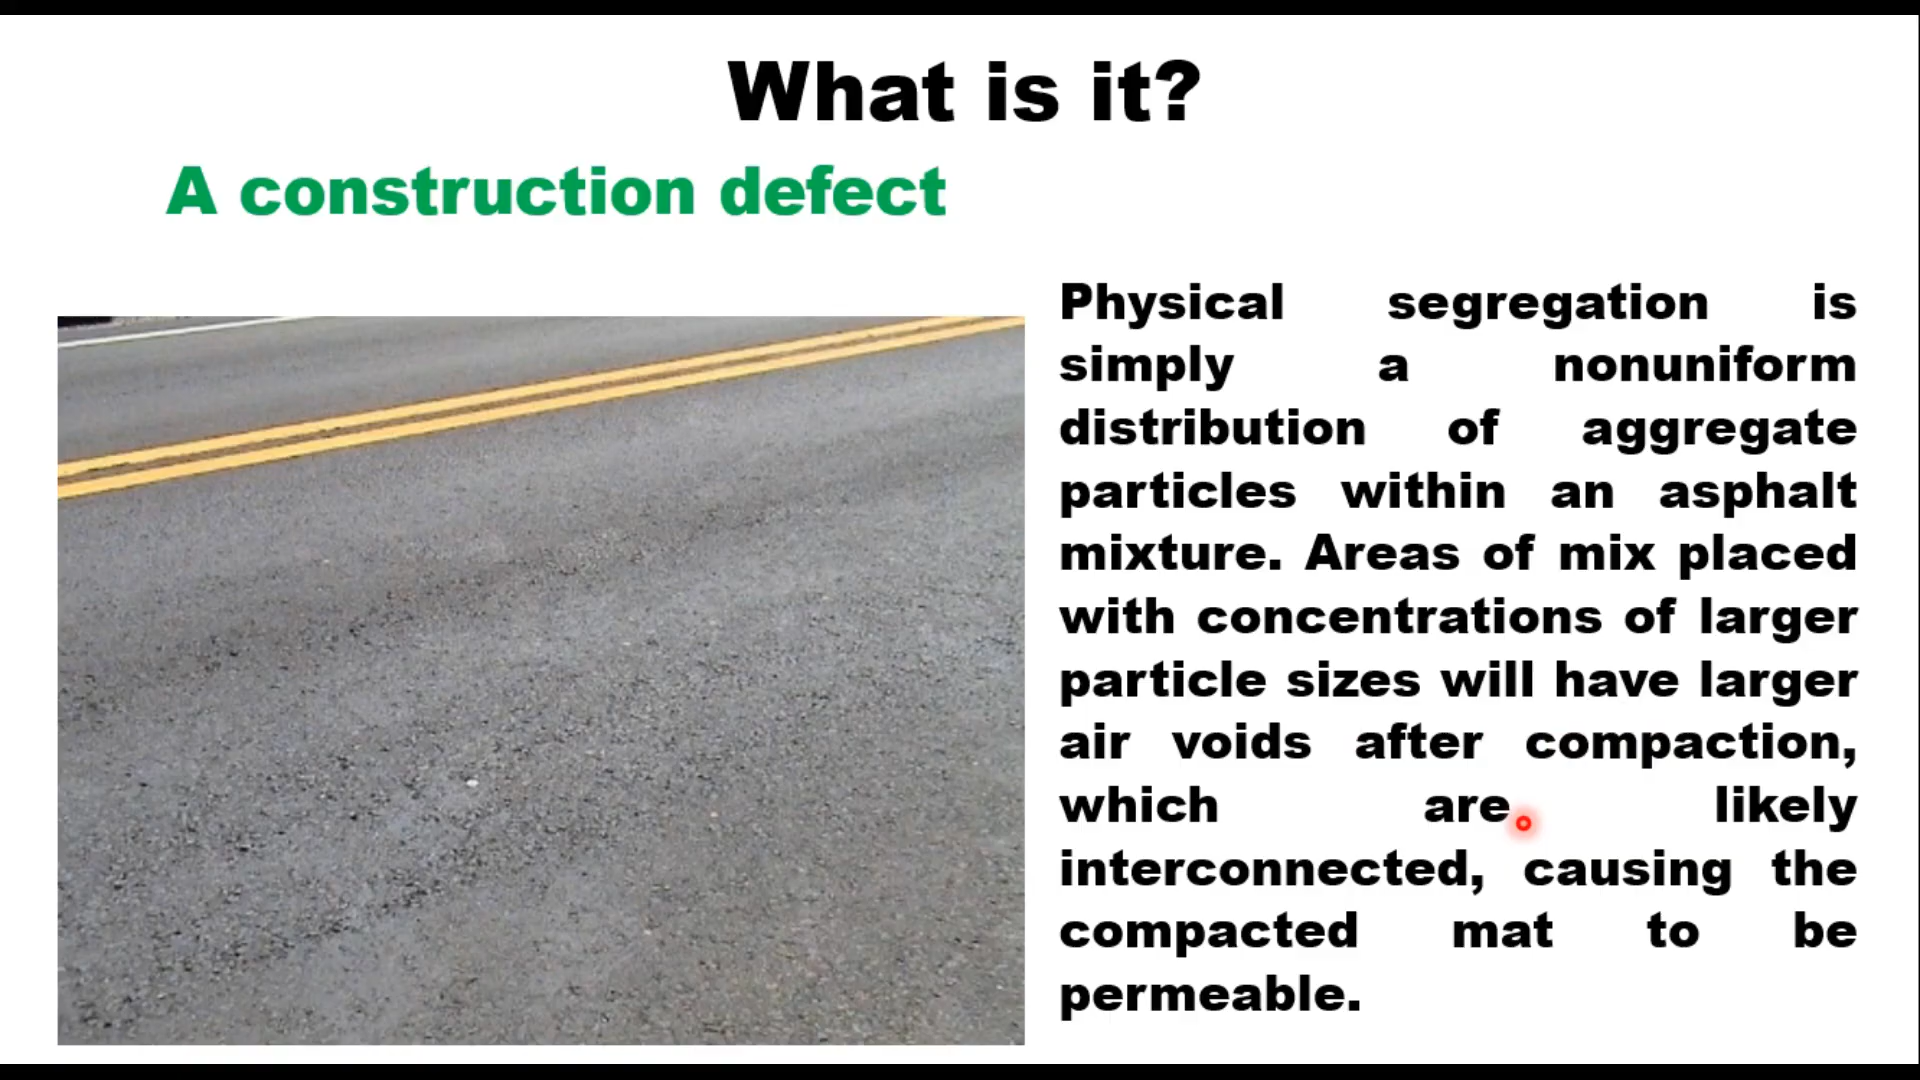 What is it?
A construction defect
Physical segregation is
simply a nonuniform
distribution of aggregate
particles within an asphalt
mixture. Areas of mix placed
with concentrations of larger
particle sizes will have larger
air voids after compaction,
which are likely
interconnected, causing the
compacted mat to be
permeable.